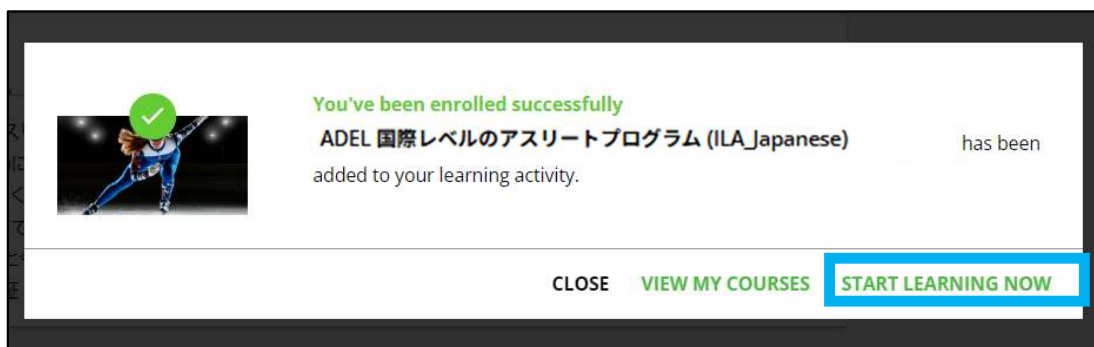 You've been enrolled successfully
ADEL 国際レベルのアスリートプログラム (ILA_Japanese) has been
added to your learning activity.
CLOSE VIEW MY COURSES START LEARNING NOW